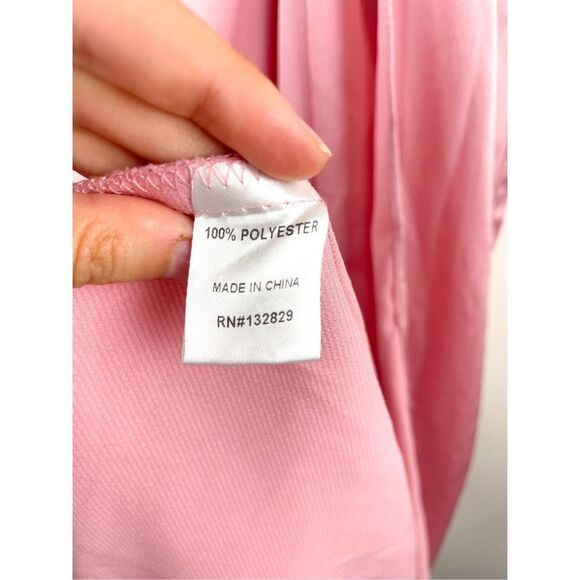 100% POLYESTER
MADE IN CHINA
RN#132829